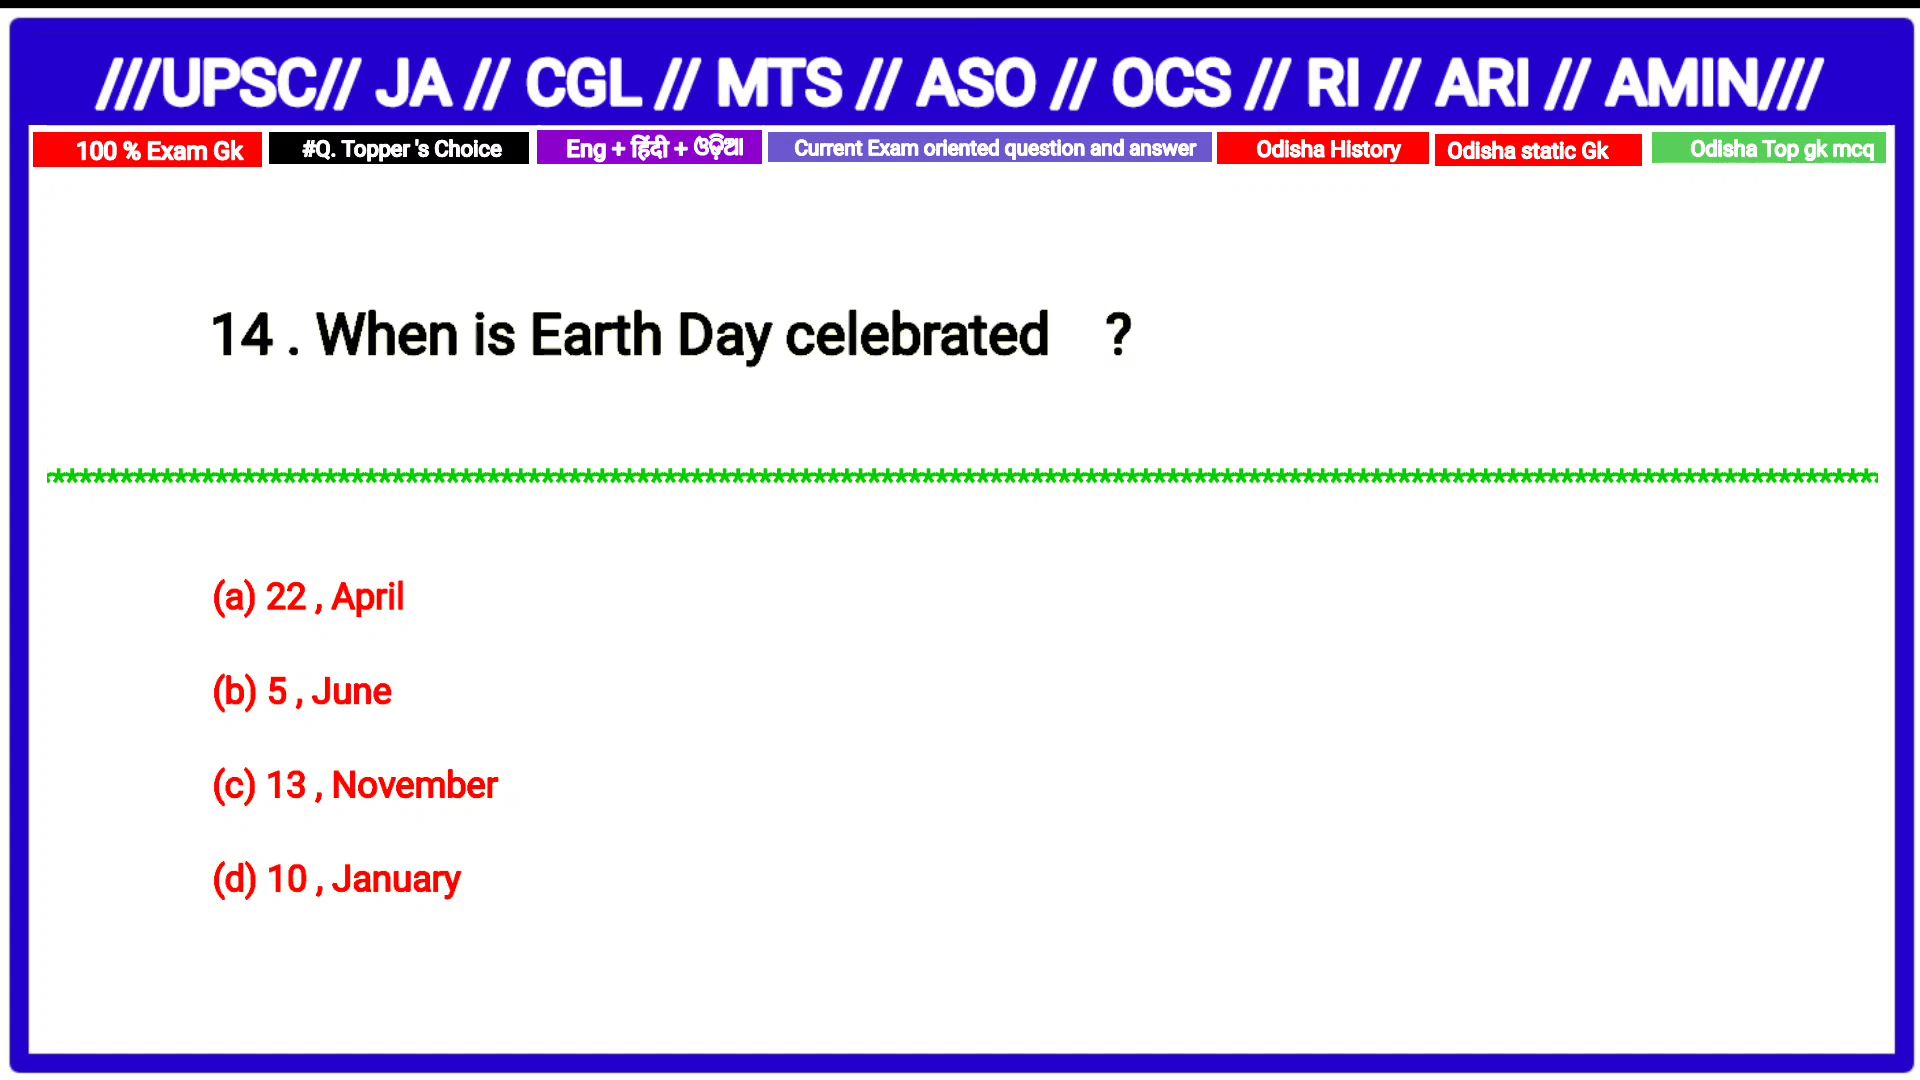 ///UPSC// JA // CGL // MTS // ASO // OCS // RI // ARI // AMIN///
100 % Exam Gk #Q. Topper 's Choice Eng + हिंदी + ଓଡ଼ିଆ Current Exam oriented question and answer Odisha History Odisha static Gk Odisha Top gk mcq
14 . When is Earth Day celebrated ?
(a) 22 , April
(b) 5 , June
(c) 13 , November
(d) 10 , January